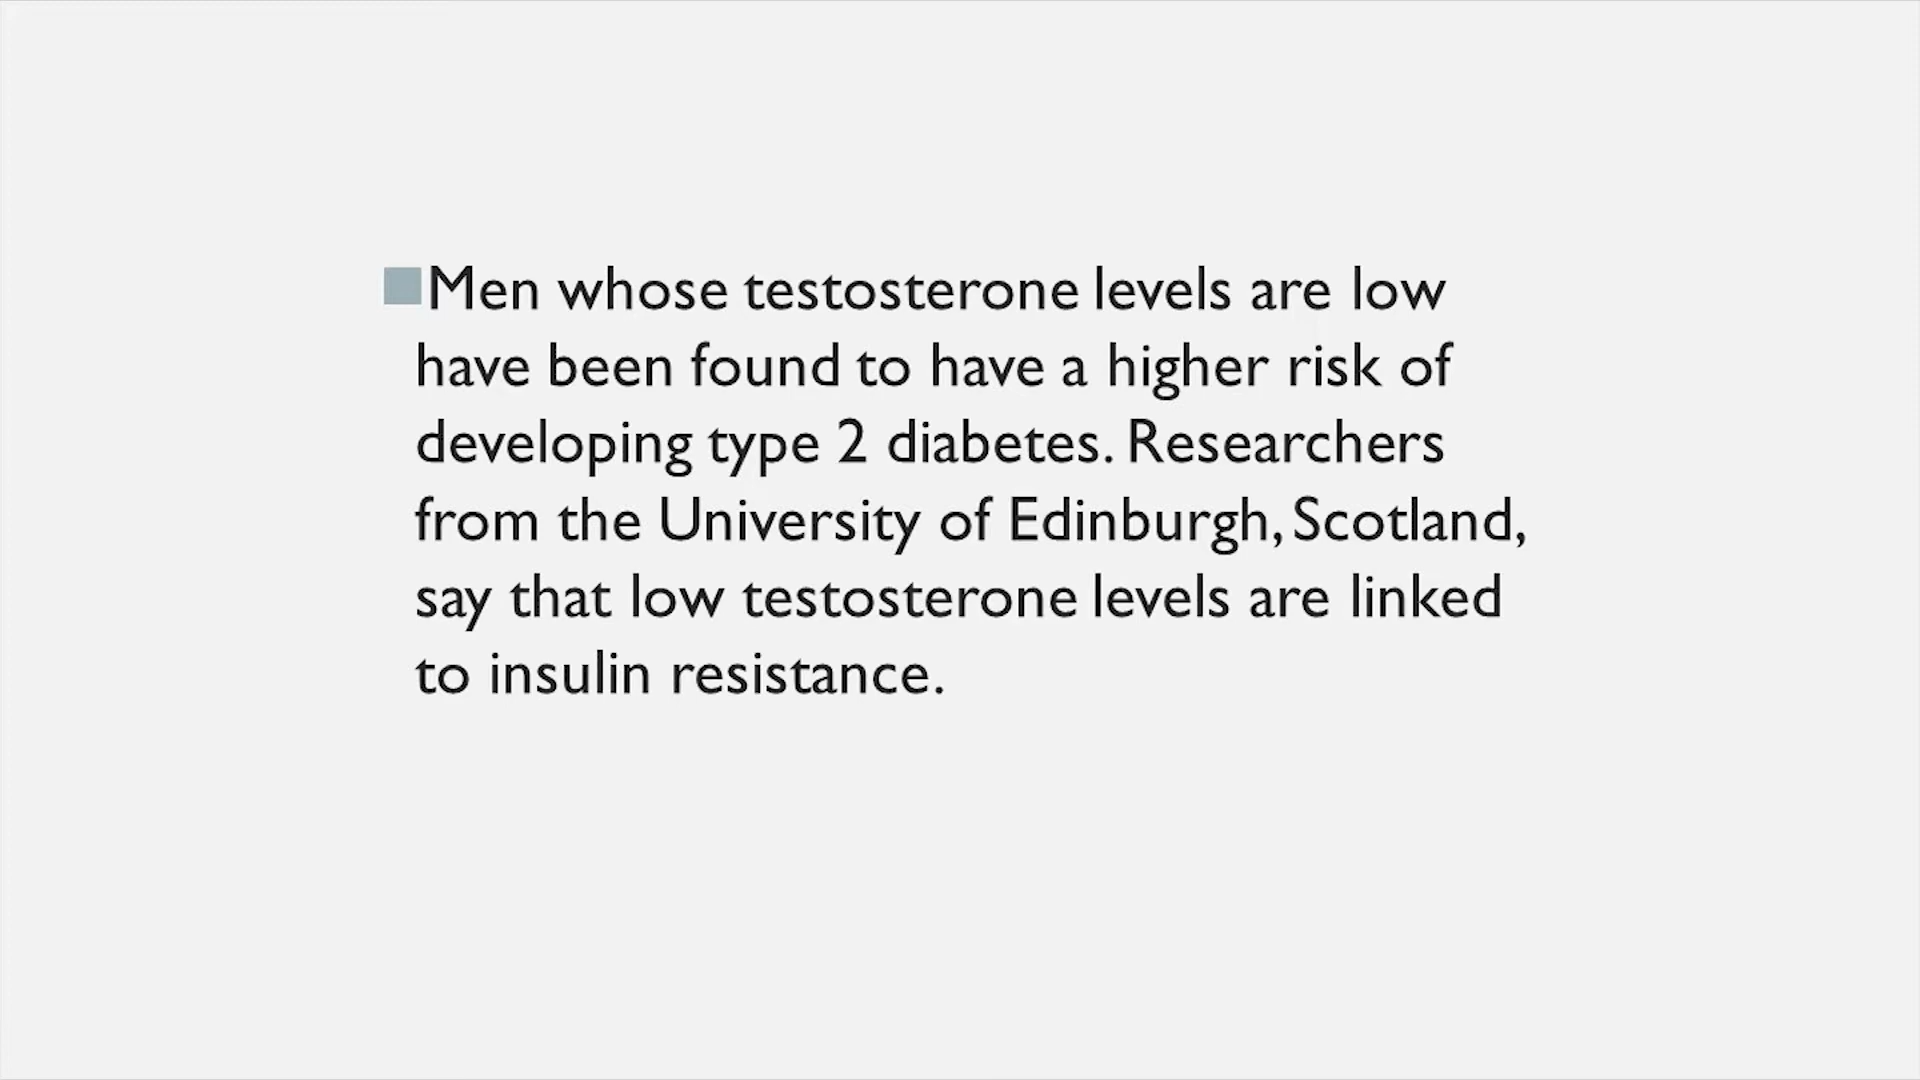 Men whose testosterone levels are low
have been found to have a higher risk of
developing type 2 diabetes. Researchers
from the University of Edinburgh, Scotland,
say that low testosterone levels are linked
to insulin resistance.